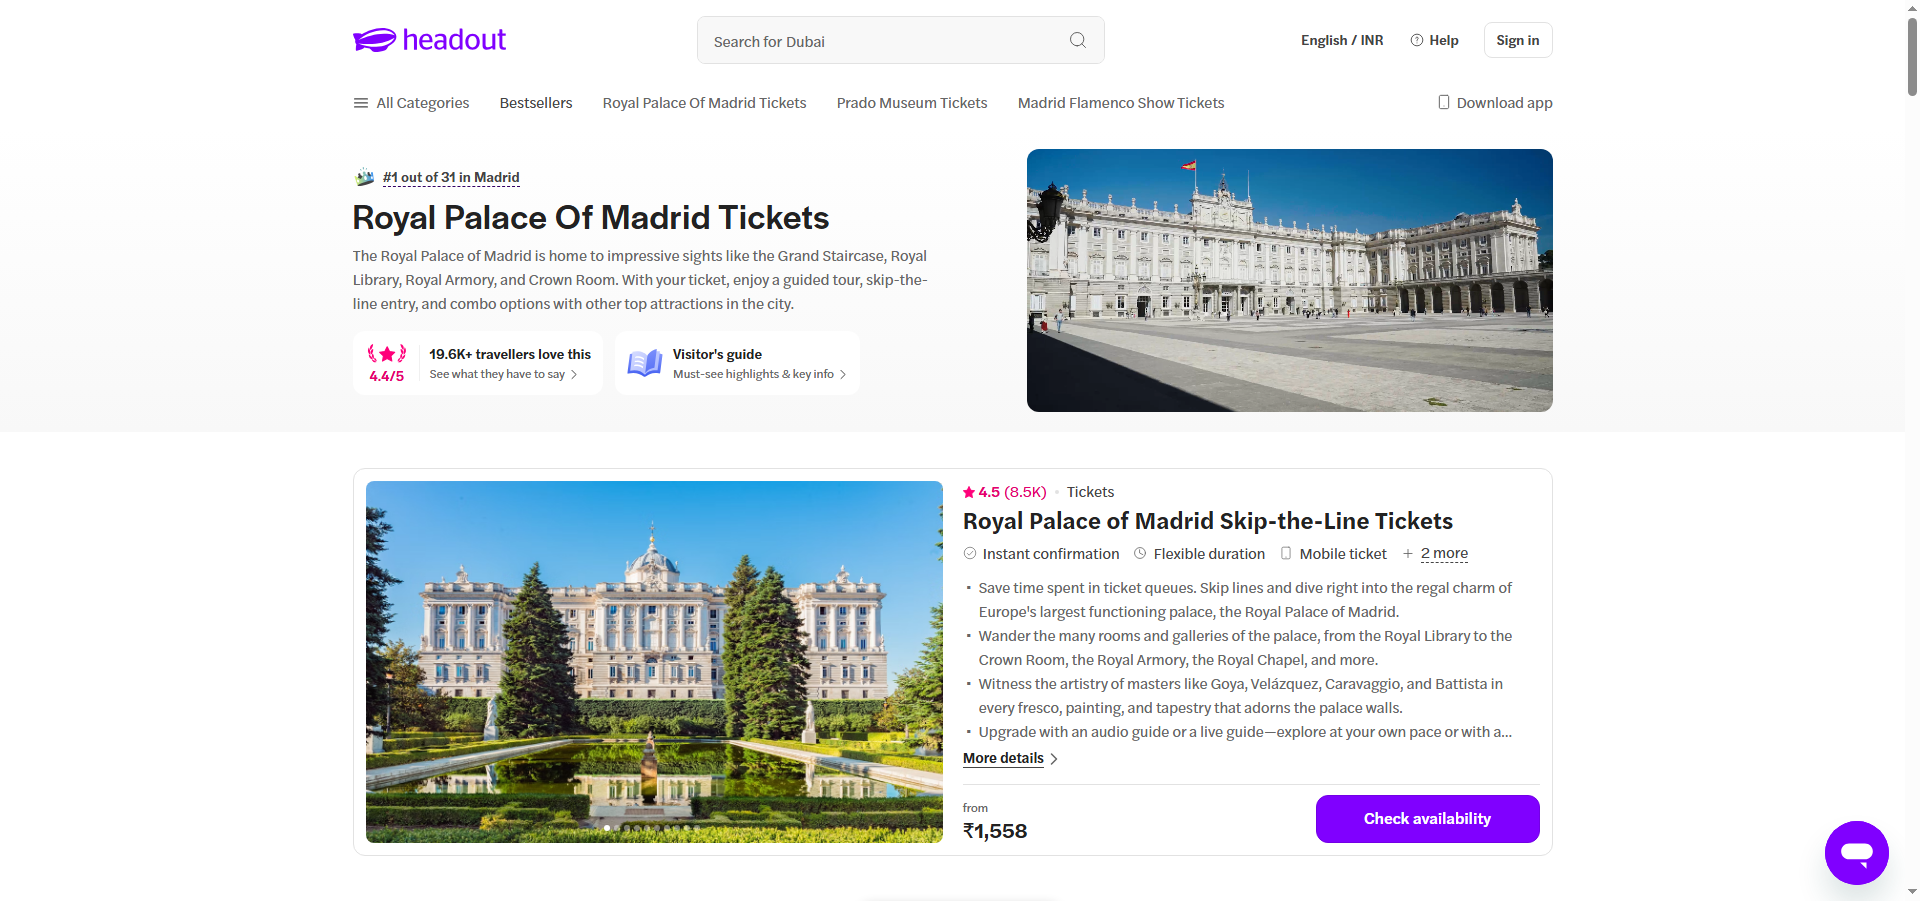 headout
Search for Dubai
English / INR
Help
Sign in
All Categories
Bestsellers
Royal Palace Of Madrid Tickets
Prado Museum Tickets
Madrid Flamenco Show Tickets
Download app
#1 out of 31 in Madrid
Royal Palace Of Madrid Tickets
The Royal Palace of Madrid is home to impressive sights like the Grand Staircase, Royal
Library, Royal Armory, and Crown Room. With your ticket, enjoy a guided tour, skip-the-
line entry, and combo options with other top attractions in the city.
4.4/5
19.6K+ travellers love this
See what they have to say
Visitor's guide
Must-see highlights & key info
4.5 (8.5K)
Tickets
Royal Palace of Madrid Skip-the-Line Tickets
Instant confirmation
Flexible duration
Mobile ticket
+ 2 more
· Save time spent in ticket queues. Skip lines and dive right into the regal charm of
Europe's largest functioning palace, the Royal Palace of Madrid.
· Wander the many rooms and galleries of the palace, from the Royal Library to the
Crown Room, the Royal Armory, the Royal Chapel, and more.
· Witness the artistry of masters like Goya, Velázquez, Caravaggio, and Battista in
every fresco, painting, and tapestry that adorns the palace walls.
· Upgrade with an audio guide or a live guide—explore at your own pace or with a...
More details
from
₹1,558
Check availability